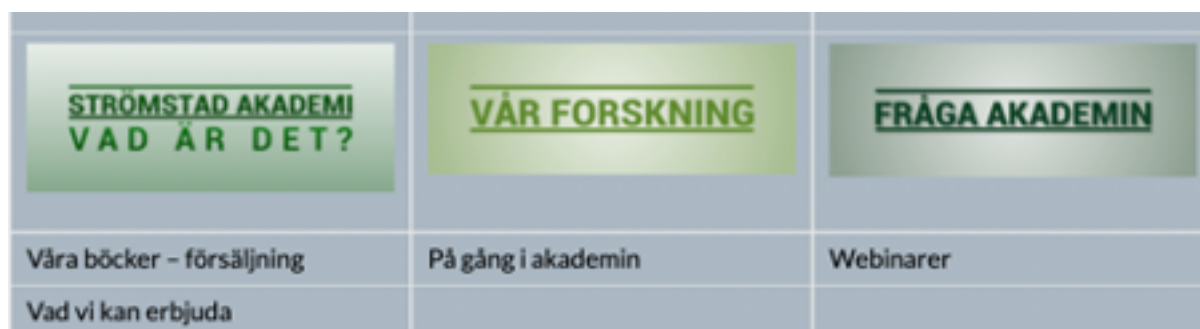 STRÖMSTAD AKADEMI
VAD ÄR DET?
VÅR FORSKNING
FRÅGA AKADEMIN
Våra böcker – försäljning
På gång i akademin
Webinarer
Vad vi kan erbjuda